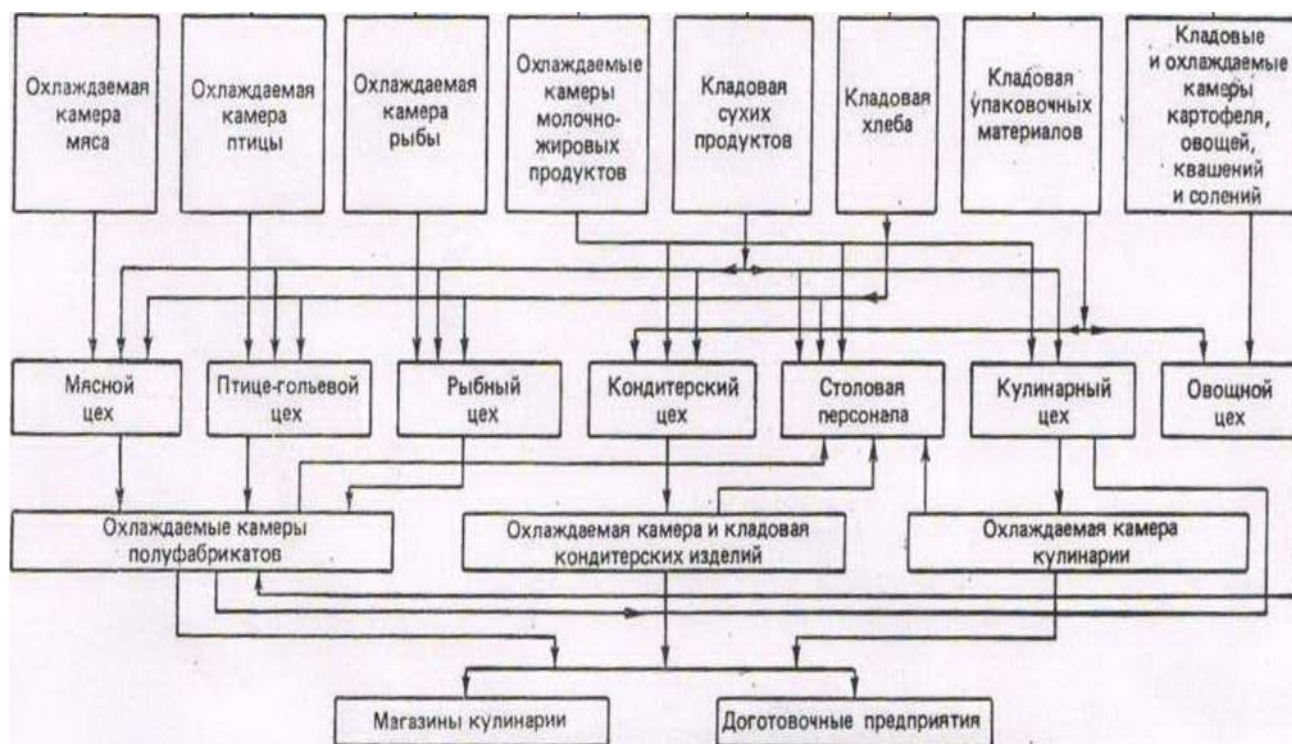 Охлаждаемая
камера
мяса
Охлаждаемая
камера
птицы
Охлаждаемая
камера
рыбы
Охлаждаемые
камеры
молочно-
жировых
продуктов
Кладовая
сухих
продуктов
Кладовая
хлеба
Кладовая
упаковочных
материалов
Кладовые
и охлаждаемые
камеры
картофеля,
овощей,
квашений
и солений
Мясной
цех
Птице-гольевой
цех
Рыбный
цех
Кондитерский
цех
Столовая
персонала
Кулинарный
цех
Овощной
цех
Охлаждаемые камеры
полуфабрикатов
Охлаждаемая камера и кладовая
кондитерских изделий
Охлаждаемая камера
кулинарии
Магазины кулинарии
Доготовочные предприятия